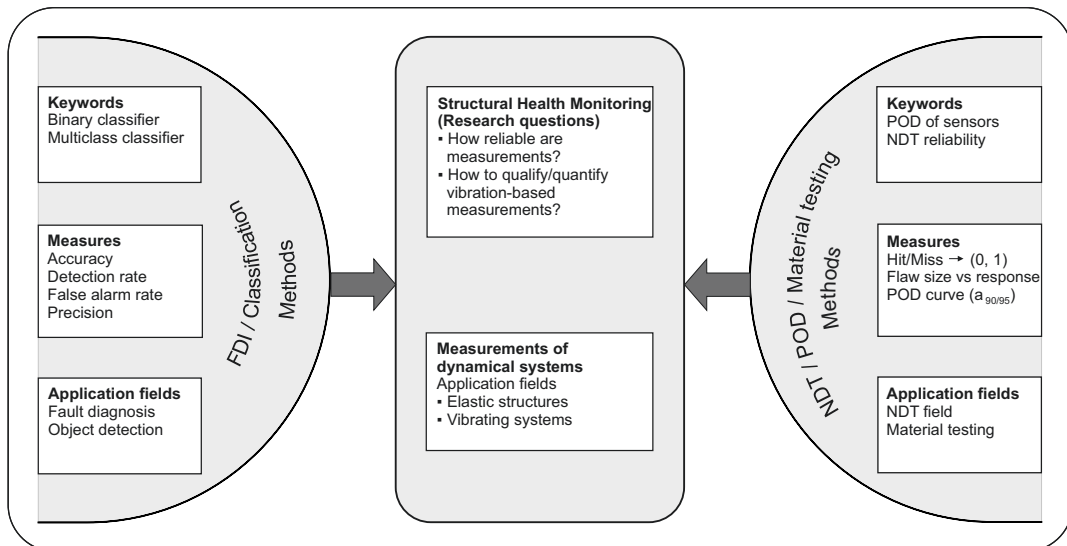 Keywords
Binary classifier
Multiclass classifier
Measures
Accuracy
Detection rate
False alarm rate
Precision
Application fields
Fault diagnosis
Object detection
FDI / Classification
Methods
Structural Health Monitoring
(Research questions)
▪ How reliable are
measurements?
▪ How to qualify/quantify
vibration-based
measurements?
Measurements of
dynamical systems
Application fields
▪ Elastic structures
▪ Vibrating systems
NDT / POD / Material testing
Methods
Keywords
POD of sensors
NDT reliability
Measures
Hit/Miss → (0, 1)
Flaw size vs response
POD curve (a 90/95)
Application fields
NDT field
Material testing